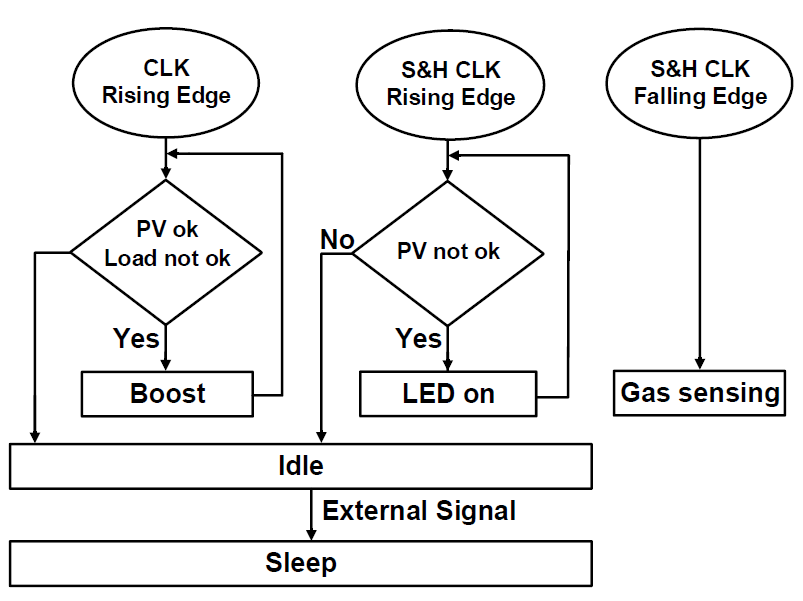 CLK
Rising Edge
S&H CLK
Rising Edge
S&H CLK
Falling Edge
PV ok
Load not ok
No
PV not ok
Yes
Yes
Boost
LED on
Gas sensing
Idle
External Signal
Sleep